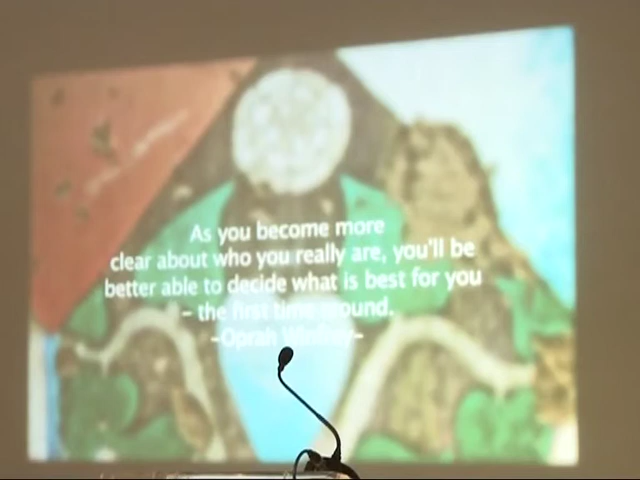 As you become more
clear about who you really are, you'll be
better able to decide what is best for you
– the first time around.
-Oprah Winfrey-